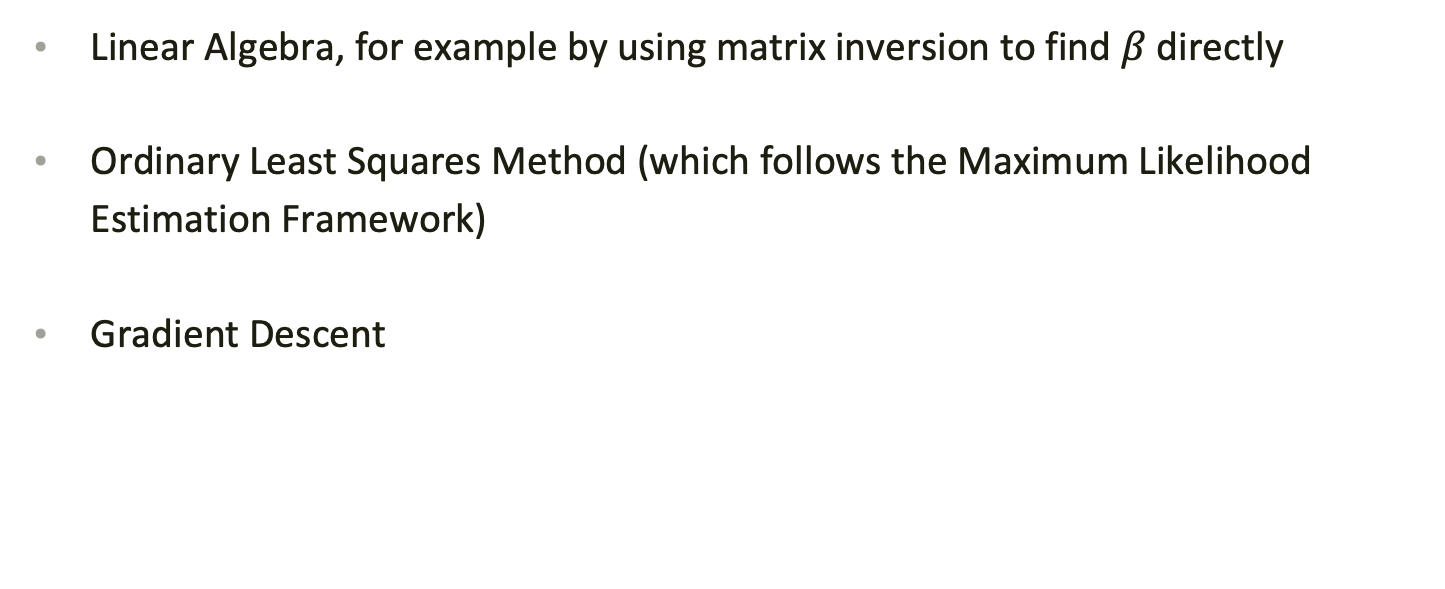 • Linear Algebra, for example by using matrix inversion to find β directly
• Ordinary Least Squares Method (which follows the Maximum Likelihood
Estimation Framework)
• Gradient Descent